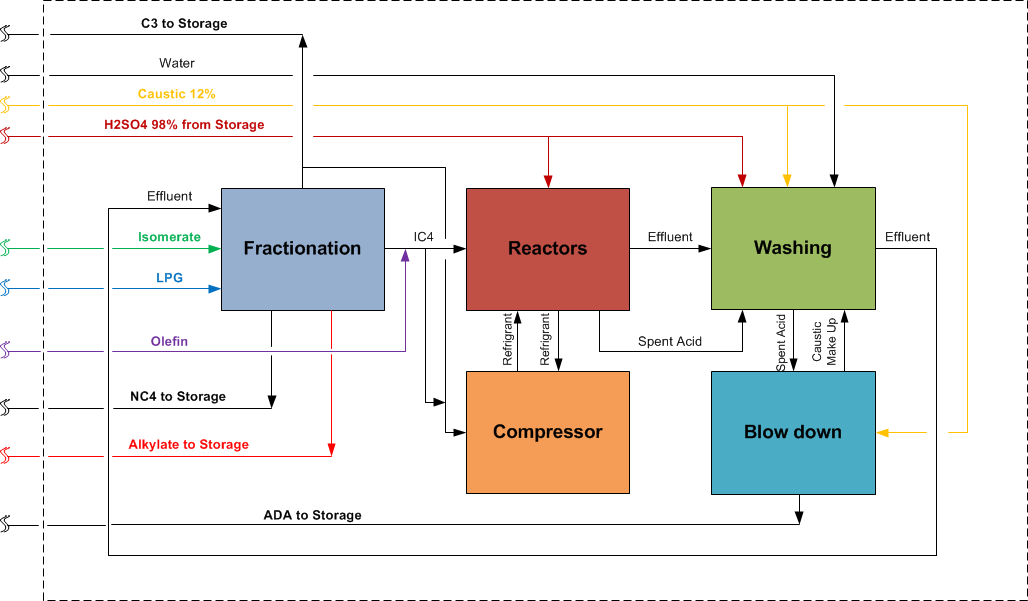 C3 to Storage
Water
Caustic 12%
H2SO4 98% from Storage
Effluent
Isomerate
LPG
Fractionation
IC4
Reactors
Effluent
Washing
Effluent
Olefin
Refrigrant
Refrigrant
Spent Acid
Spent Acid
Caustic
Make Up
NC4 to Storage
Alkylate to Storage
Compressor
Blow down
ADA to Storage